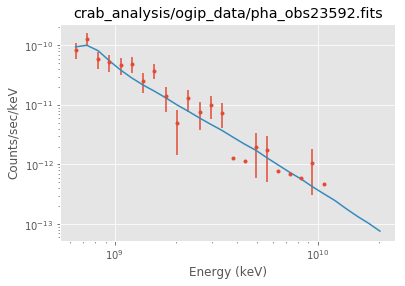 crab_analysis/ogip_data/pha_obs23592.fits
Counts/sec/keV
10⁻¹⁰
10⁻¹¹
10⁻¹²
10⁻¹³
10⁹
10¹⁰
Energy (keV)